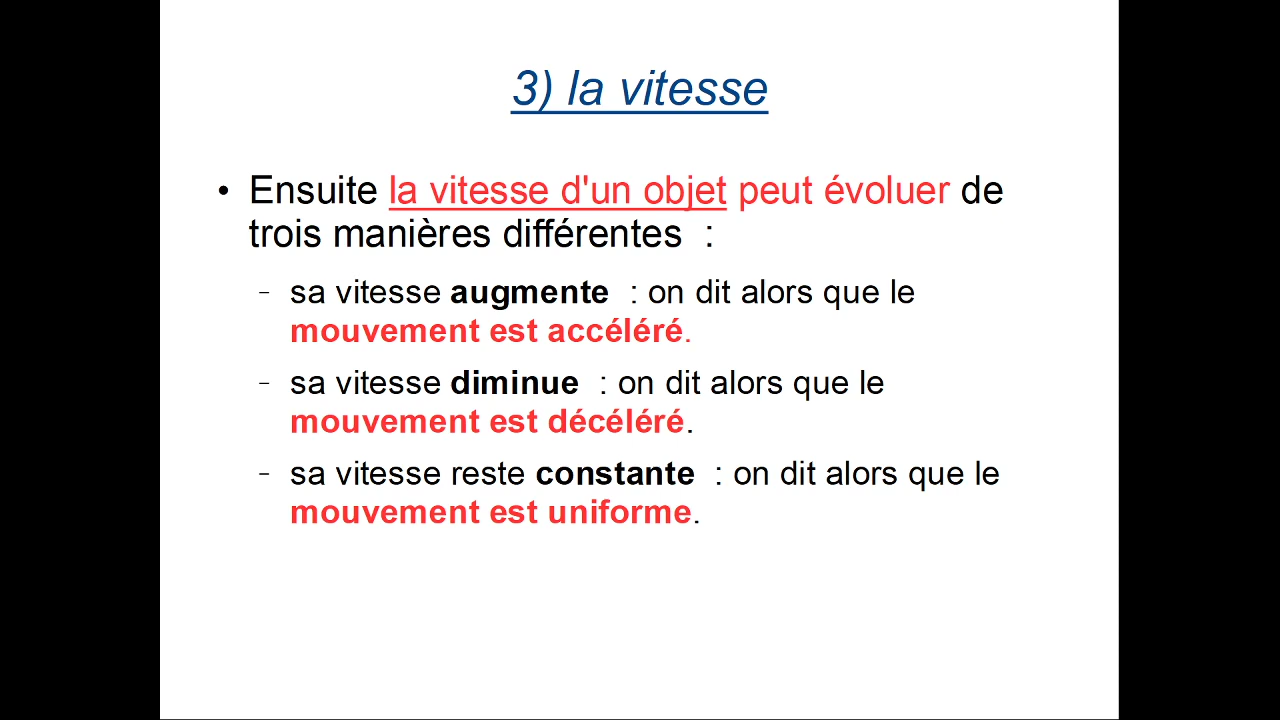 3) la vitesse
• Ensuite la vitesse d'un objet peut évoluer de
trois manières différentes  :
- sa vitesse augmente  : on dit alors que le
mouvement est accéléré.
- sa vitesse diminue  : on dit alors que le
mouvement est décéléré.
- sa vitesse reste constante  : on dit alors que le
mouvement est uniforme.